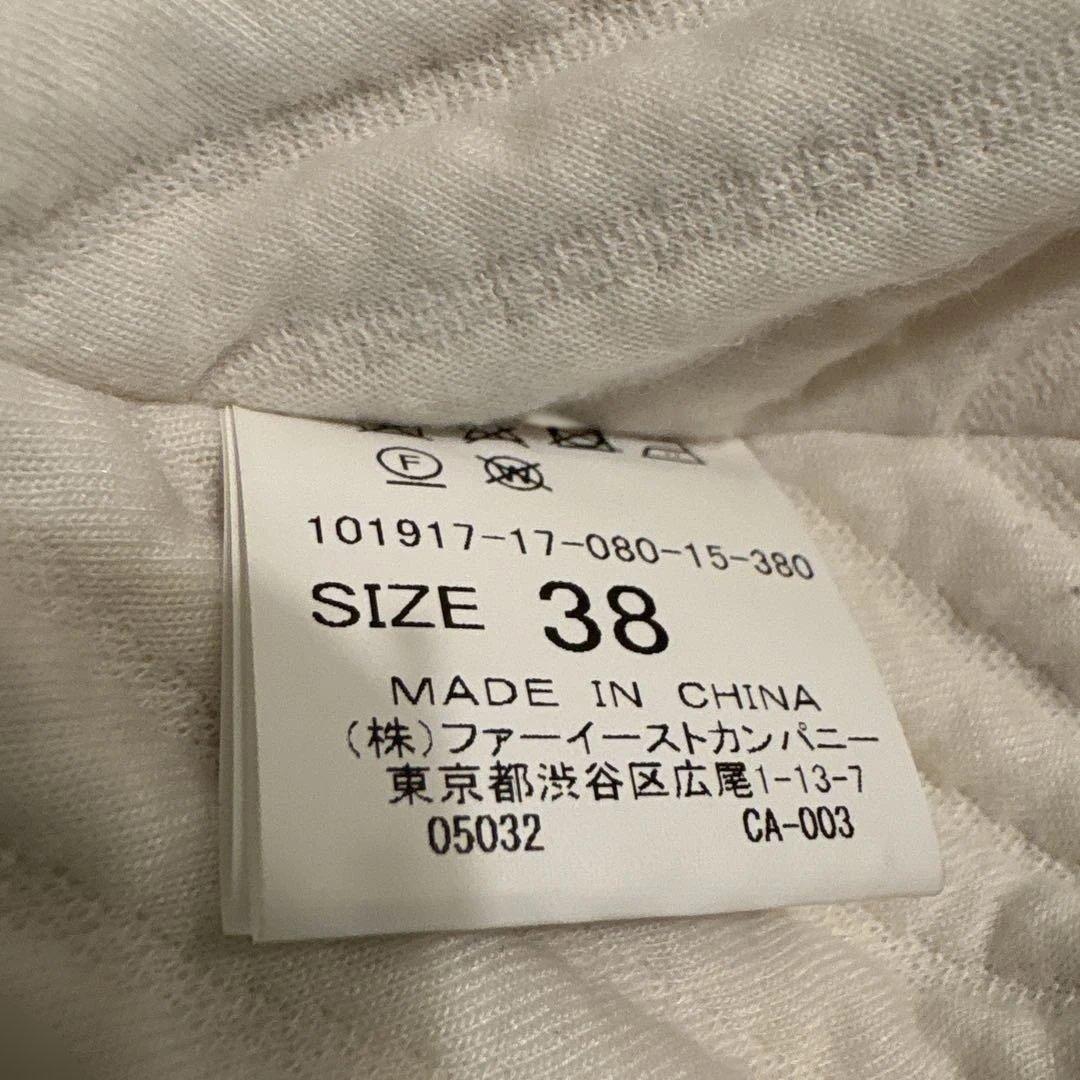 F W
101917-17-080-15-380
SIZE 38
MADE IN CHINA
(株)ファーイーストカンパニー
東京都渋谷区広尾1-13-7
05032 CA-003